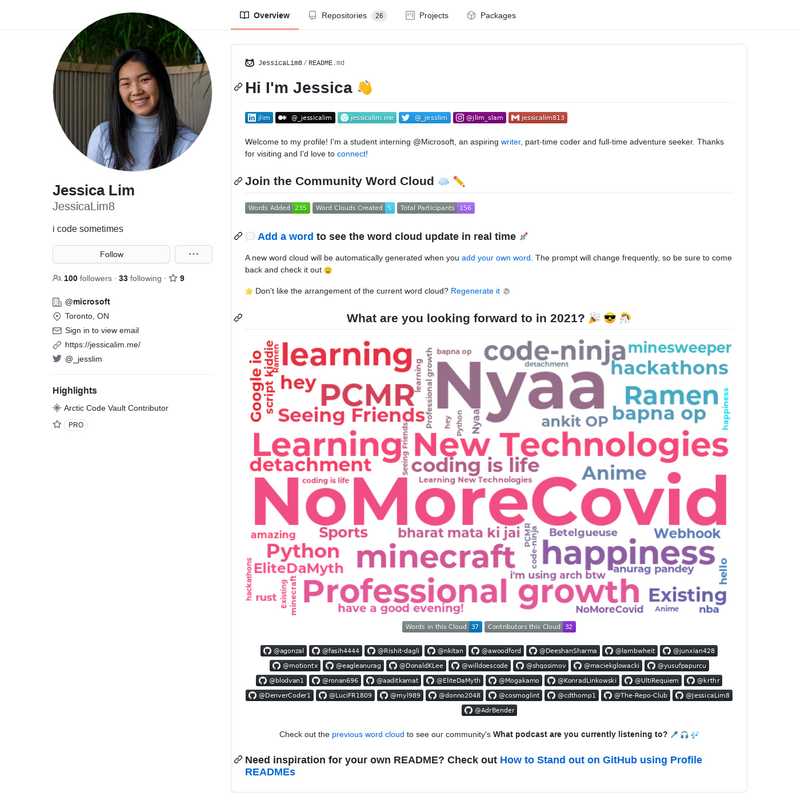 Overview Repositories 26 Projects Packages
Jessica Lim
JessicaLim8
i code sometimes
Follow ...
100 followers · 33 following · 9
@microsoft
Toronto, ON
Sign in to view email
https://jessicalim.me/
@_jesslim
Highlights
Arctic Code Vault Contributor
PRO
JessicaLim8 / README.md
Hi I'm Jessica 👋
jlim @_jessicalim jessicalim.me @_jesslim @jlim_slam jessicalim813
Welcome to my profile! I'm a student interning @Microsoft, an aspiring writer, part-time coder and full-time adventure seeker. Thanks
for visiting and I'd love to connect!
Join the Community Word Cloud ☁️ ✏️
Words Added 235 Word Clouds Created 5 Total Participants 156
Add a word to see the word cloud update in real time 🚀
A new word cloud will be automatically generated when you add your own word. The prompt will change frequently, so be sure to come
back and check it out 😄
⭐ Don't like the arrangement of the current word cloud? Regenerate it 🎲
What are you looking forward to in 2021? 🎉 😎
Google io
script kiddie
Ramen
learning
hey
PCMR
Seeing Friends
learning
Professional growth
bapna op
Nyaa
code-ninja
detachment
minesweeper
hackathons
Ramen
happiness
hey
Python
Nyaa
ankit OP
bapna op
Seeing Friends
Learning New Technologies
detachment
coding is life
coding is life
Learning New Technologies
Anime
NoMoreCovid
amazing
Sports
bharat mata ki jai
PCMR
code-ninja
Betelgueuse
Webhook
Python
minecraft
happiness
EliteDaMyth
anurag pandey
hello
hackathons
i'm using arch btw
rust
existing
minecraft
Professional growth
Existing
have a good evening!
NoMoreCovid
Anime
nba
Words in this Cloud 37 Contributors this Cloud 32
@agonzal @fasih4444 @Rishit-dagli @nkitan @awoodford @DeeshanSharma @lambwheit @junxian428
@motiontx @eagleanurag @DonaldKLee @willdoescode @shqosimov @maciekglowacki @yusufpapurcu
@blodvan1 @ronan696 @aaditkamat @EliteDaMyth @Mogakamo @KonradLinkowski @UltiRequiem @krthr
@DenverCoder1 @LuciFR1809 @myl989 @donno2048 @cosmoglint @cdthomp1 @The-Repo-Club @JessicaLim8
@AdrBender
Check out the previous word cloud to see our community's What podcast are you currently listening to? 🎤 🎧 🎶
Need inspiration for your own README? Check out How to Stand out on GitHub using Profile
READMEs